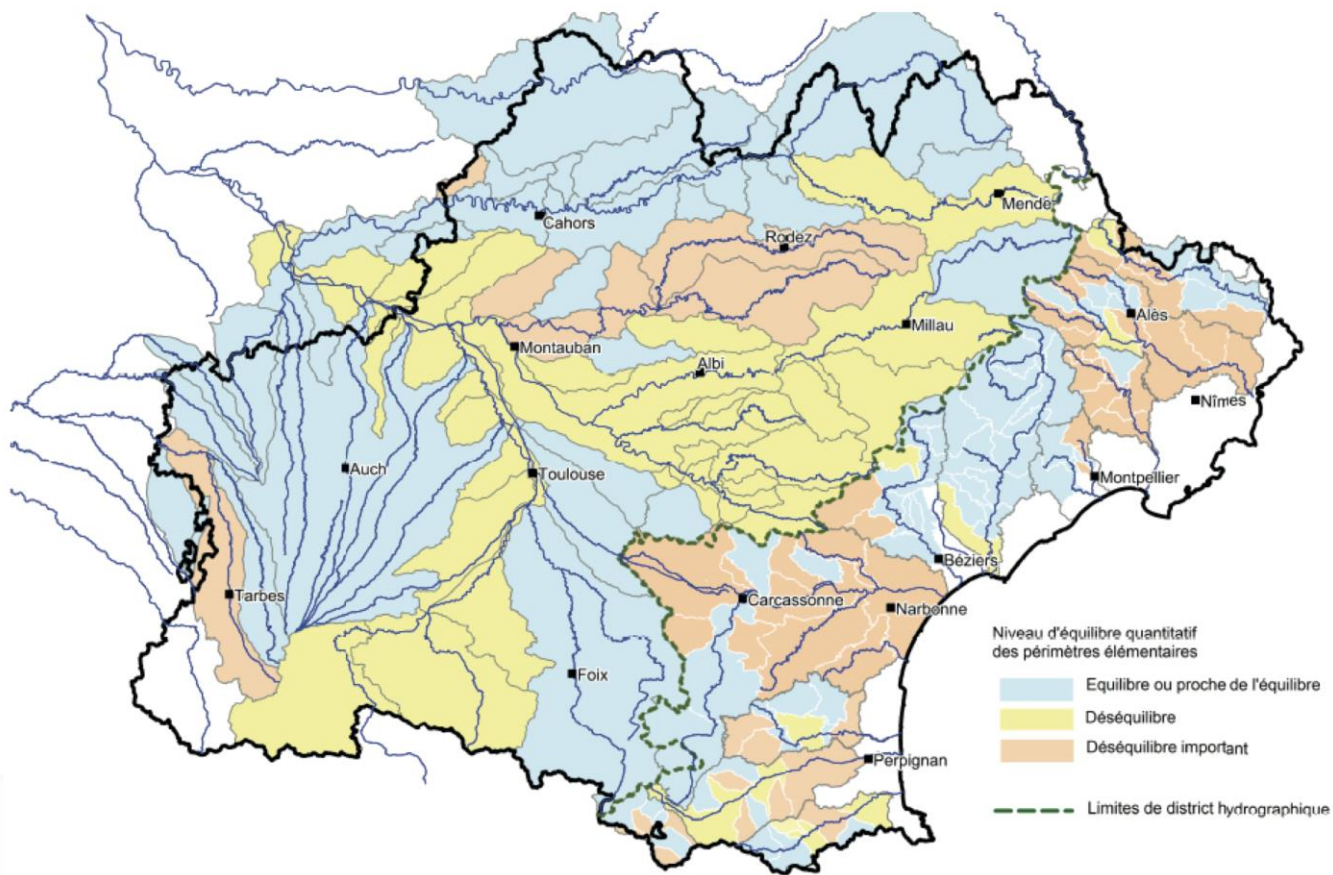 Mende
Cahors
Rodez
Alès
Millau
Montauban
Albi
Nîmes
Auch
Toulouse
Montpellier
Béziers
Tarbes
Carcassonne
Narbonne
Niveau d'équilibre quantitatif
des périmètres élémentaires
Foix
Equilibre ou proche de l'équilibre
Déséquilibre
Déséquilibre important
Perpignan
Limites de district hydrographique